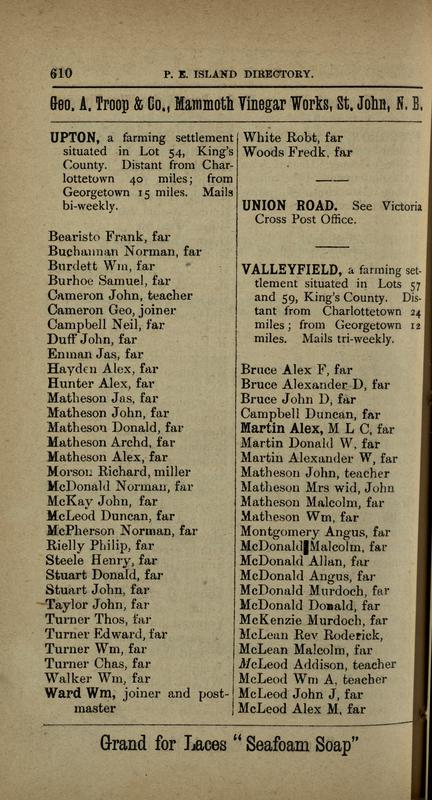 610
P. E. ISLAND DIRECTORY.
Geo. A. Troop & Co., Mammoth Vinegar Works, St. John, N. B.
UPTON, a farming settlement
situated in Lot 54, King's
County. Distant from Char-
lottetown 40 miles; from
Georgetown 15 miles. Mails
bi-weekly.
Bearisto Frank, far
Buchannan Norman, far
Burdett Wm, far
Burhoe Samuel, far
Cameron John, teacher
Cameron Geo, joiner
Campbell Neil, far
Duff John, far
Enman Jas, far
Hayden Alex, far
Hunter Alex, far
Matheson Jas, far
Matheson John, far
Matheson Donald, far
Matheson Archd, far
Matheson Alex, far
Morson Richard, miller
McDonald Norman, far
McKay John, far
McLeod Duncan, far
McPherson Norman, far
Rielly Philip, far
Steele Henry, far
Stuart Donald, far
Stuart John, far
Taylor John, far
Turner Thos, far
Turner Edward, far
Turner Wm, far
Turner Chas, far
Walker Wm, far
Ward Wm, joiner and post-
master
White Robt, far
Woods Fredk, far
UNION ROAD. See Victoria
Cross Post Office.
VALLEYFIELD, a farming set-
tlement situated in Lots 57
and 59, King's County. Dis-
tant from Charlottetown 24
miles; from Georgetown 12
miles. Mails tri-weekly.
Bruce Alex F, far
Bruce Alexander D, far
Bruce John D, far
Campbell Duncan, far
Martin Alex, M L C, far
Martin Donald W, far
Martin Alexander W, far
Matheson John, teacher
Matheson Mrs wid, John
Matheson Malcolm, far
Matheson Wm, far
Montgomery Angus, far
McDonald Malcolm, far
McDonald Allan, far
McDonald Angus, far
McDonald Murdoch, far
McDonald Donald, far
McKenzie Murdoch, far
McLean Rev Roderick,
McLean Malcolm, far
McLeod Addison, teacher
McLeod Wm A, teacher
McLeod John J, far
McLeod Alex M, far
Grand for Laces "Seafoam Soap"